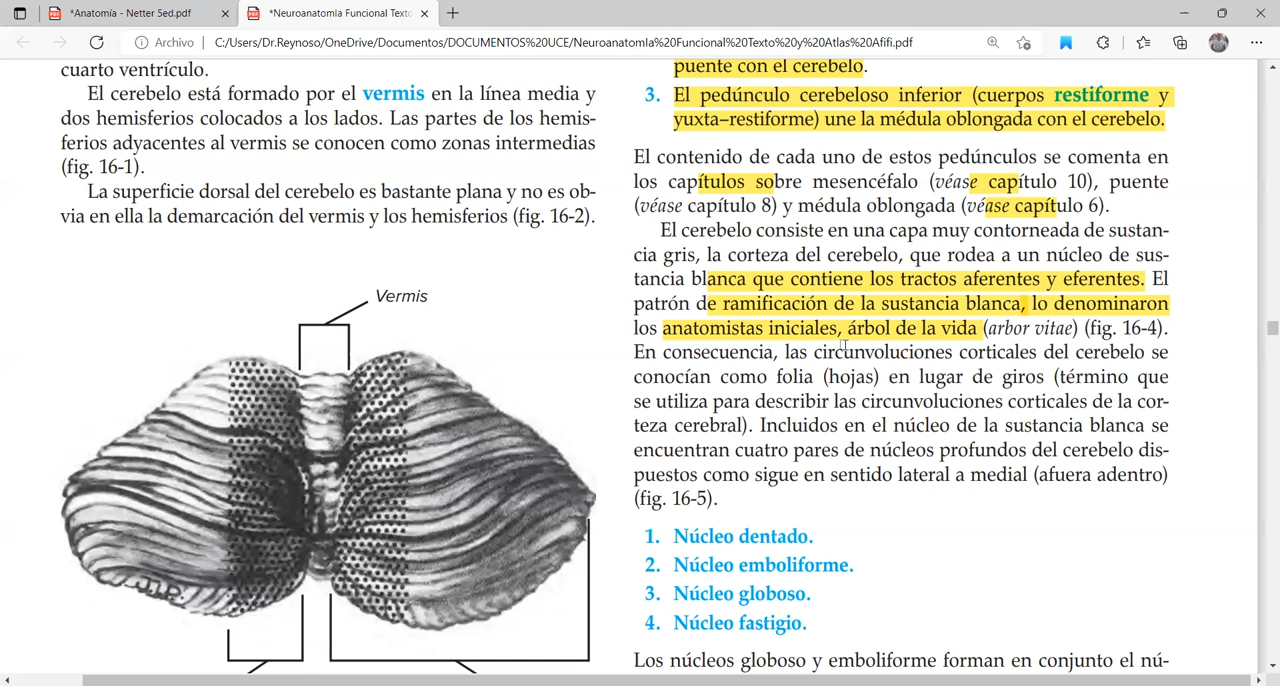 *Anatomía - Netter 5ed.pdf
*NeuroanatomIa Funcional Texto
Archivo
C:/Users/Dr.Reynoso/OneDrive/Documentos/DOCUMENTOS%20UCE/NeuroanatomIa%20Funcional%20Texto%20y%20Atlas%20Afifi.pdf
cuarto ventrículo.
El cerebelo está formado por el vermis en la línea media y
dos hemisferios colocados a los lados. Las partes de los hemis-
ferios adyacentes al vermis se conocen como zonas intermedias
(fig. 16-1).
La superficie dorsal del cerebelo es bastante plana y no es ob-
via en ella la demarcación del vermis y los hemisferios (fig. 16-2).
Vermis
puente con el cerebelo.
3. El pedúnculo cerebeloso inferior (cuerpos restiforme y
yuxta–restiforme) une la médula oblongada con el cerebelo.
El contenido de cada uno de estos pedúnculos se comenta en
los capítulos sobre mesencéfalo (véase capítulo 10), puente
(véase capítulo 8) y médula oblongada (véase capítulo 6).
El cerebelo consiste en una capa muy contorneada de sustan-
cia gris, la corteza del cerebelo, que rodea a un núcleo de sus-
tancia blanca que contiene los tractos aferentes y eferentes. El
patrón de ramificación de la sustancia blanca, lo denominaron
los anatomistas iniciales, árbol de la vida (arbor vitae) (fig. 16-4).
En consecuencia, las circunvoluciones corticales del cerebelo se
conocían como folia (hojas) en lugar de giros (término que
se utiliza para describir las circunvoluciones corticales de la cor-
teza cerebral). Incluidos en el núcleo de la sustancia blanca se
encuentran cuatro pares de núcleos profundos del cerebelo dis-
puestos como sigue en sentido lateral a medial (afuera adentro)
(fig. 16-5).
1. Núcleo dentado.
2. Núcleo emboliforme.
3. Núcleo globoso.
4. Núcleo fastigio.
Los núcleos globoso y emboliforme forman en conjunto el nú-